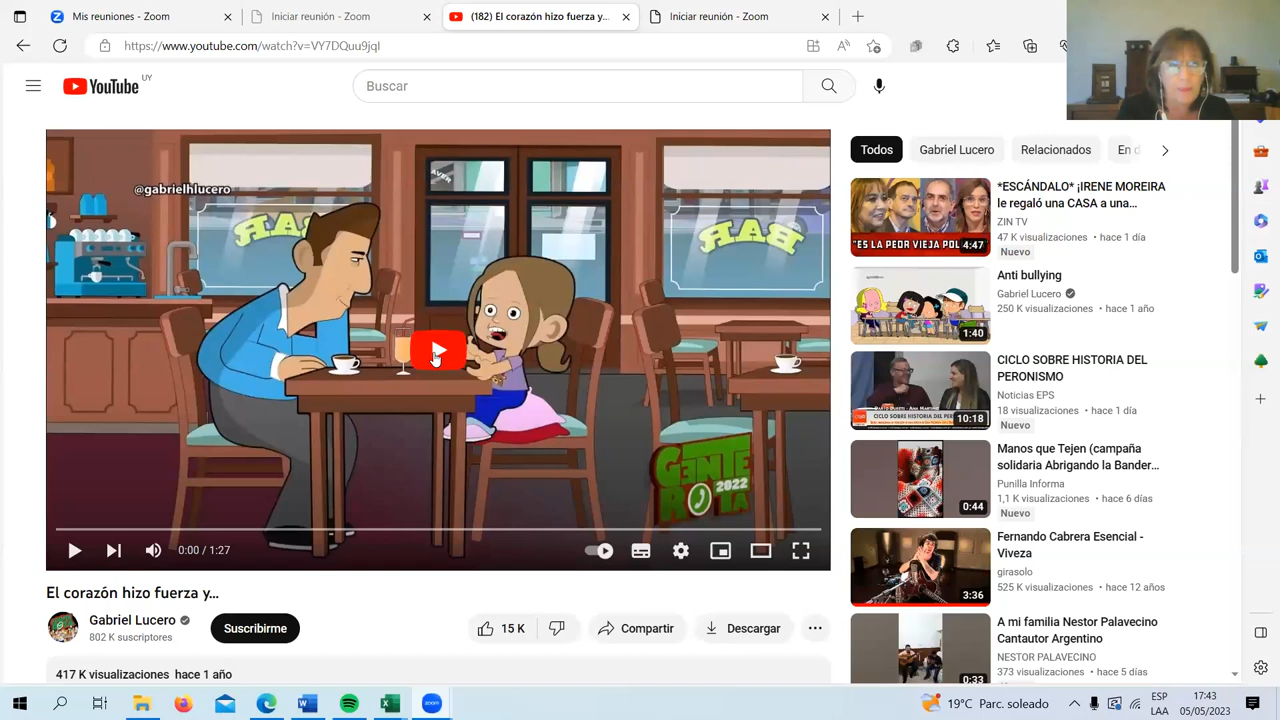 Mis reuniones - Zoom
Iniciar reunión - Zoom
(182) El corazón hizo fuerza y...
Iniciar reunión - Zoom
https://www.youtube.com/watch?v=VY7DQuu9jqI
YouTube UY
Buscar
@gabrielhlucero
BAR
BAR
GENTE
ROTA
2022
0:00 / 1:27
El corazón hizo fuerza y...
Gabriel Lucero
802 K suscriptores
Suscribirme
15 K
Compartir
Descargar
417 K visualizaciones hace 1 año
Todos
Gabriel Lucero
Relacionados
En d
"ES LA PEOR VIEJA POL
4:47
*ESCÁNDALO* ¡IRENE MOREIRA
le regaló una CASA a una...
ZIN TV
47 K visualizaciones • hace 1 día
Nuevo
1:40
Anti bullying
Gabriel Lucero
250 K visualizaciones • hace 1 año
CICLO SOBRE HISTORIA DEL PER
10:18
CICLO SOBRE HISTORIA DEL
PERONISMO
Noticias EPS
18 visualizaciones • hace 1 día
Nuevo
0:44
Manos que Tejen (campaña
solidaria Abrigando la Bander...
Punilla Informa
1,1 K visualizaciones • hace 6 días
Nuevo
3:36
Fernando Cabrera Esencial -
Viveza
girasolo
525 K visualizaciones • hace 12 años
0:33
A mi familia Nestor Palavecino
Cantautor Argentino
NESTOR PALAVECINO
373 visualizaciones • hace 5 días
zoom
19°C Parc. soleado
ESP
LAA
17:43
05/05/2023